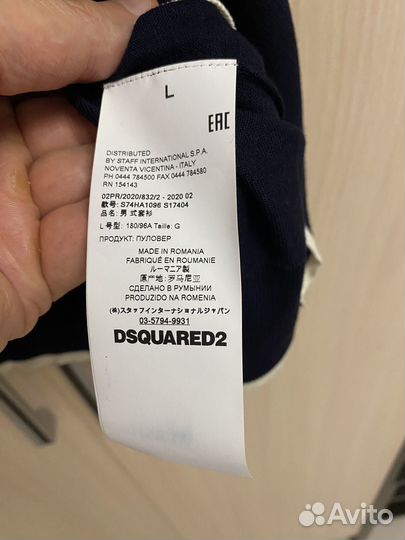 L
EAC
DISTRIBUTED
BY STAFF INTERNATIONAL S.P.A.
NOVENTA VICENTINA - ITALY
PH 0444 784500 FAX 0444 784580
RN 154143
02PR/2020/832/2 - 2020 02
款号: S74HA1096 S17404
品名: 男 式套衫
L 号型: 180/96A Taille: G
ПРОДУКТ: ПУЛОВЕР
MADE IN ROMANIA
FABRIQUÉ EN ROUMANIE
ルーマニア製
原产地: 罗马尼亚
СДЕЛАНО В РУМЫНИИ
PRODUZIDO NA ROMENIA
(株)スタッフインターナショナルジャパン
03-5794-9931
DSQUARED2
Avito